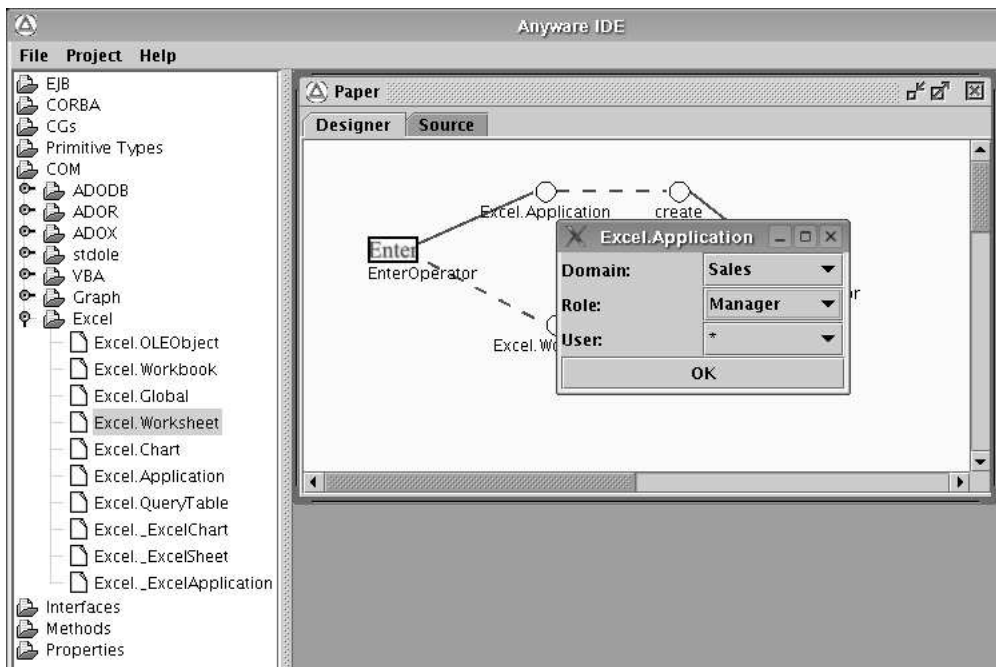 Anyware IDE
File Project Help
EJB
CORBA
CGs
Primitive Types
COM
ADODB
ADOR
ADOX
stdole
VBA
Graph
Excel
Excel.OLEObject
Excel.Workbook
Excel.Global
Excel.Worksheet
Excel.Chart
Excel.Application
Excel.QueryTable
Excel._ExcelChart
Excel._ExcelSheet
Excel._ExcelApplication
Interfaces
Methods
Properties
Paper
Designer Source
Excel.Application create
Enter
EnterOperator
Excel.Application
Domain: Sales
Role: Manager
User: *
OK